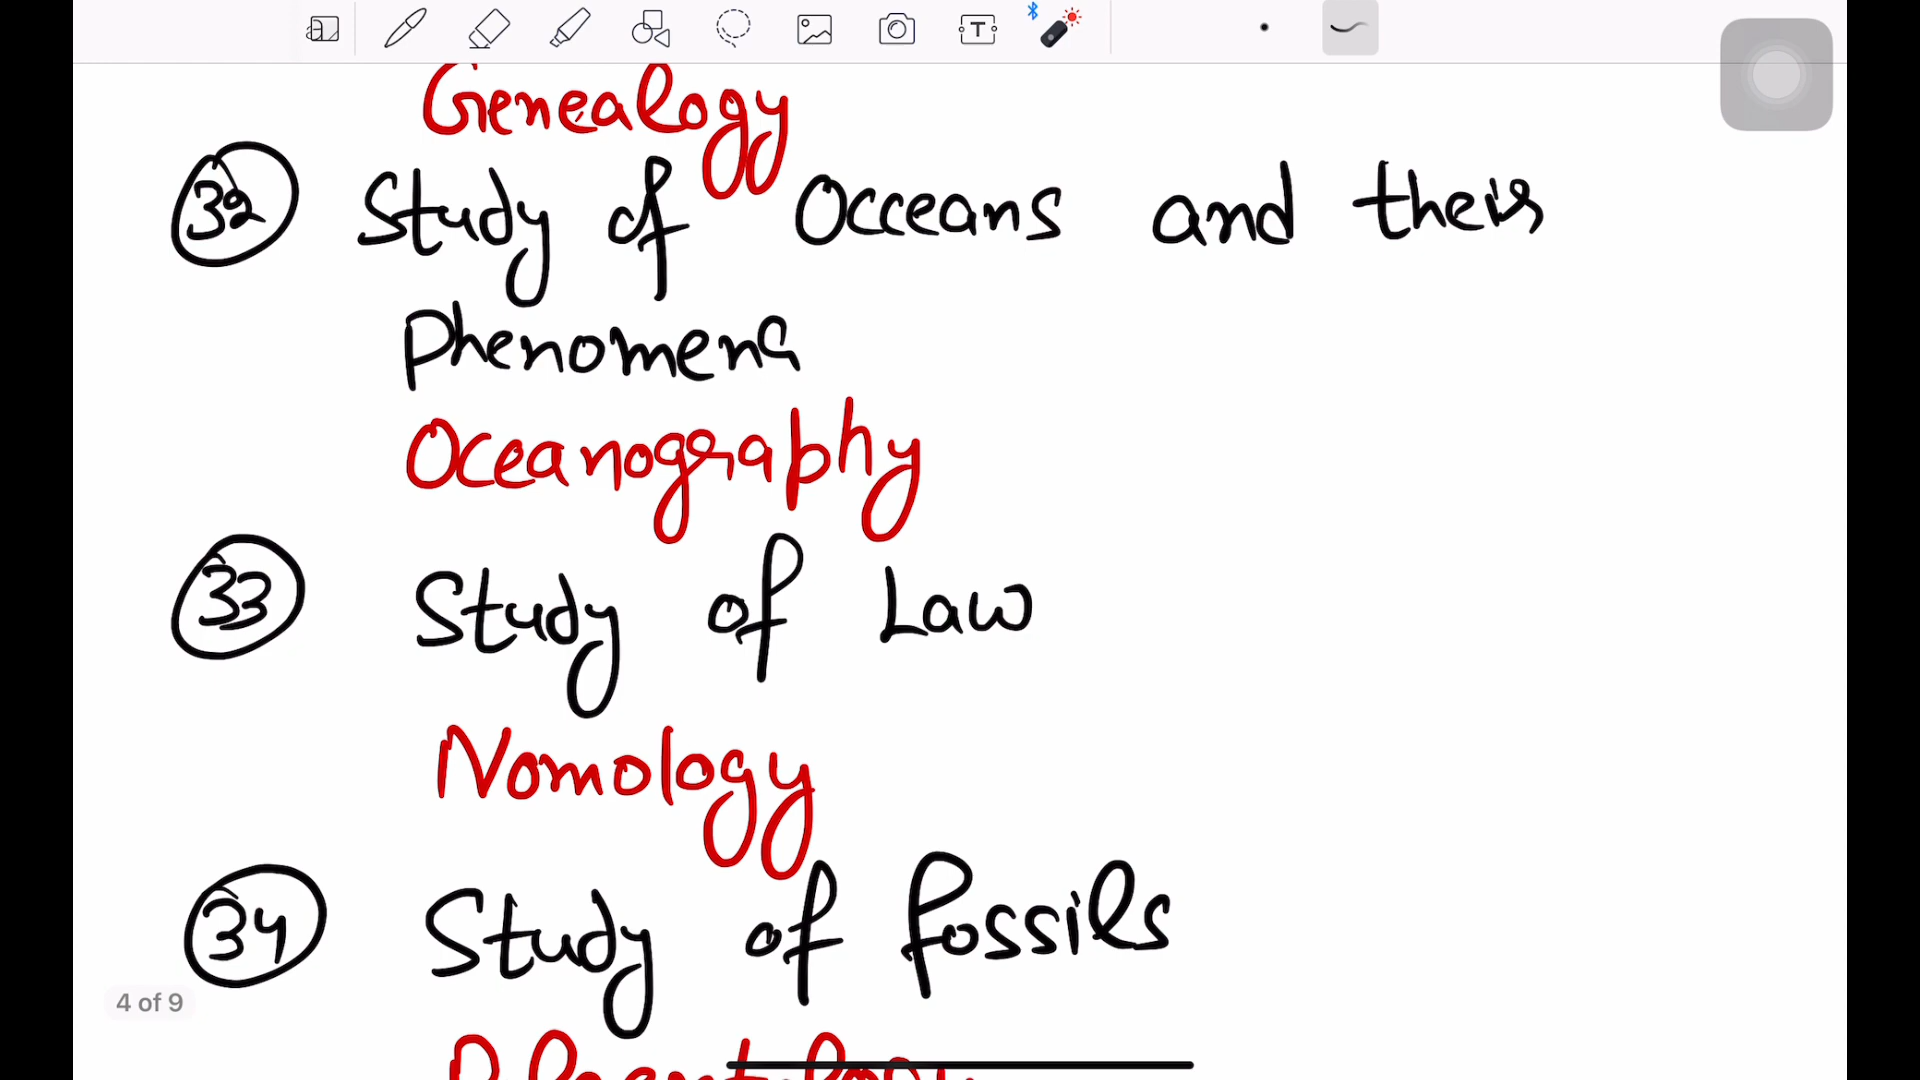 Genealogy
32 Study of Occeans and their
Phenomena
Oceanography
33 Study of Law
Nomology
34 Study of fossils
4 of 9